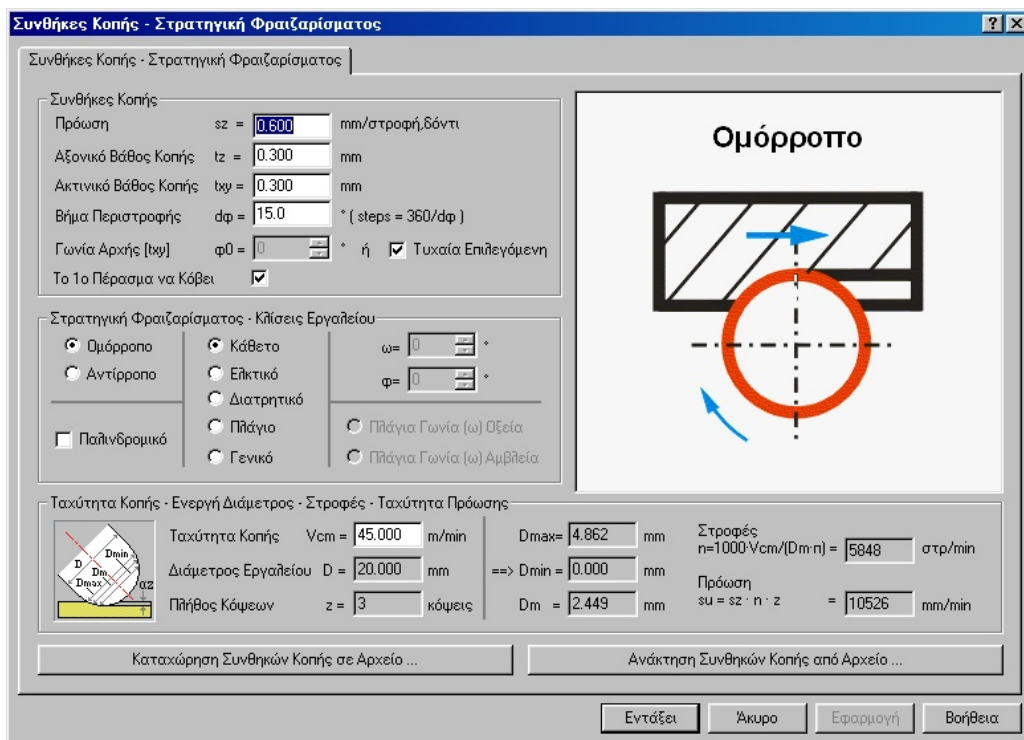 Συνθήκες Κοπής - Στρατηγική Φραιζαρίσματος
Συνθήκες Κοπής - Στρατηγική Φραιζαρίσματος
Συνθήκες Κοπής
Πρόωση sz = 0.600 mm/στροφή,δόντι
Αξονικό Βάθος Κοπής tz = 0.300 mm
Ακτινικό Βάθος Κοπής txy = 0.300 mm
Βήμα Περιστροφής dφ = 15.0 ° ( steps = 360/dφ )
Γωνία Αρχής [txy] φ0 = 0 ° ή Τυχαία Επιλεγόμενη
Το 1ο Πέρασμα να Κόβει
Ομόρροπο
Στρατηγική Φραιζαρίσματος - Κλίσεις Εργαλείου
Ομόρροπο Κάθετο ω= 0 °
Αντίρροπο Ελκτικό φ= 0 °
Διατρητικό
Παλινδρομικό Πλάγιο Πλάγια Γωνία (ω) Οξεία
Γενικό Πλάγια Γωνία (ω) Αμβλεία
Ταχύτητα Κοπής - Ενεργή Διάμετρος - Στροφές - Ταχύτητα Πρόωσης
D Dmin Dm Dmax αz
Ταχύτητα Κοπής Vcm = 45.000 m/min Dmax= 4.862 mm Στροφές n=1000·Vcm/(Dm·π) = 5848 στρ/min
Διάμετρος Εργαλείου D = 20.000 mm ==> Dmin = 0.000 mm
Πλήθος Κόψεων z = 3 κόψεις Dm = 2.449 mm Πρόωση su = sz · n · z = 10526 mm/min
Καταχώρηση Συνθηκών Κοπής σε Αρχείο ... Ανάκτηση Συνθηκών Κοπής από Αρχείο ...
Εντάξει Άκυρο Εφαρμογή Βοήθεια